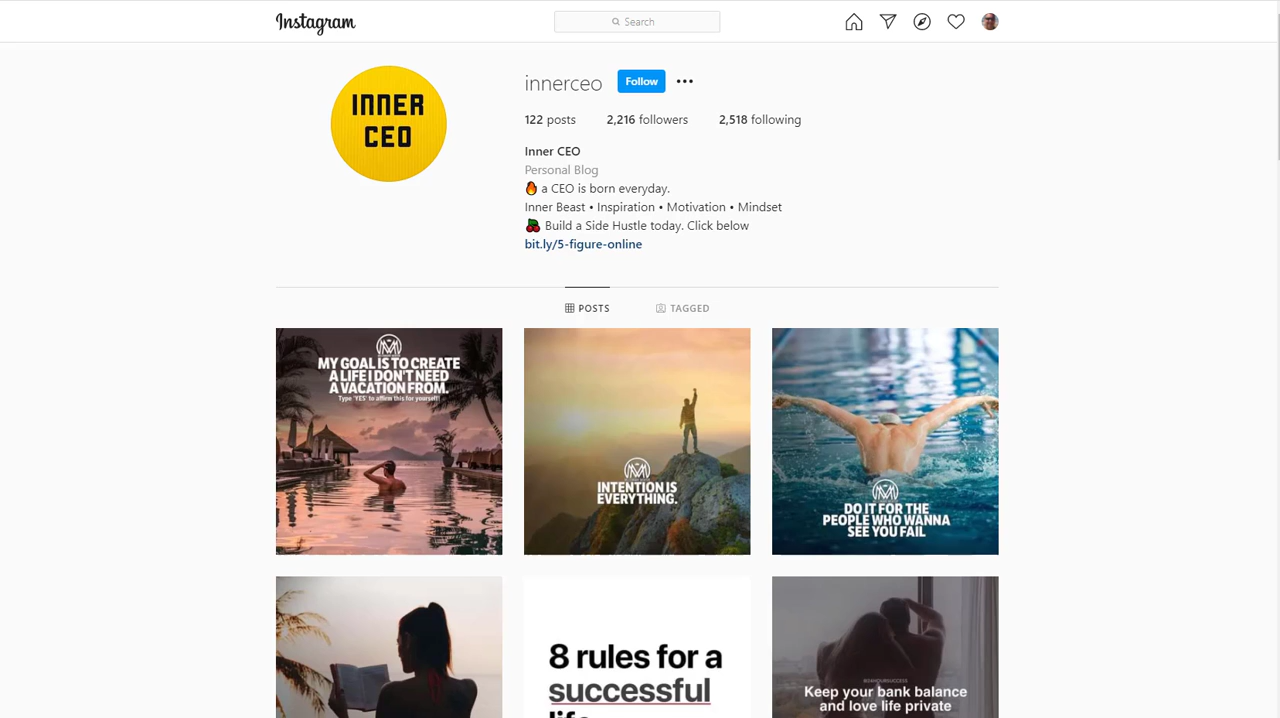 Instagram
Search
INNER
CEO
innerceo
Follow
122 posts 2,216 followers 2,518 following
Inner CEO
Personal Blog
🔥 a CEO is born everyday.
Inner Beast • Inspiration • Motivation • Mindset
🍒 Build a Side Hustle today. Click below
bit.ly/5-figure-online
POSTS TAGGED
MY GOAL IS TO CREATE
A LIFE I DON'T NEED
A VACATION FROM.
Type 'YES' to affirm this for yourself!
INTENTION IS
EVERYTHING.
DO IT FOR THE
PEOPLE WHO WANNA
SEE YOU FAIL
8 rules for a
successful
life
@24HOURSUCCESS
Keep your bank balance
and love life private